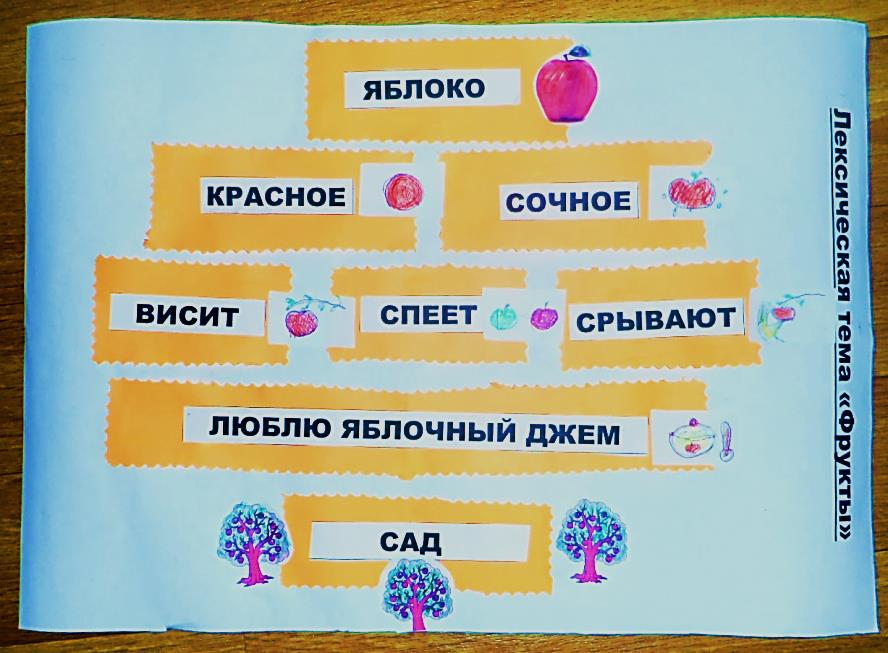 ЯБЛОКО
КРАСНОЕ СОЧНОЕ
ВИСИТ СПЕЕТ СРЫВАЮТ
ЛЮБЛЮ ЯБЛОЧНЫЙ ДЖЕМ
САД
Лексическая тема «Фрукты»